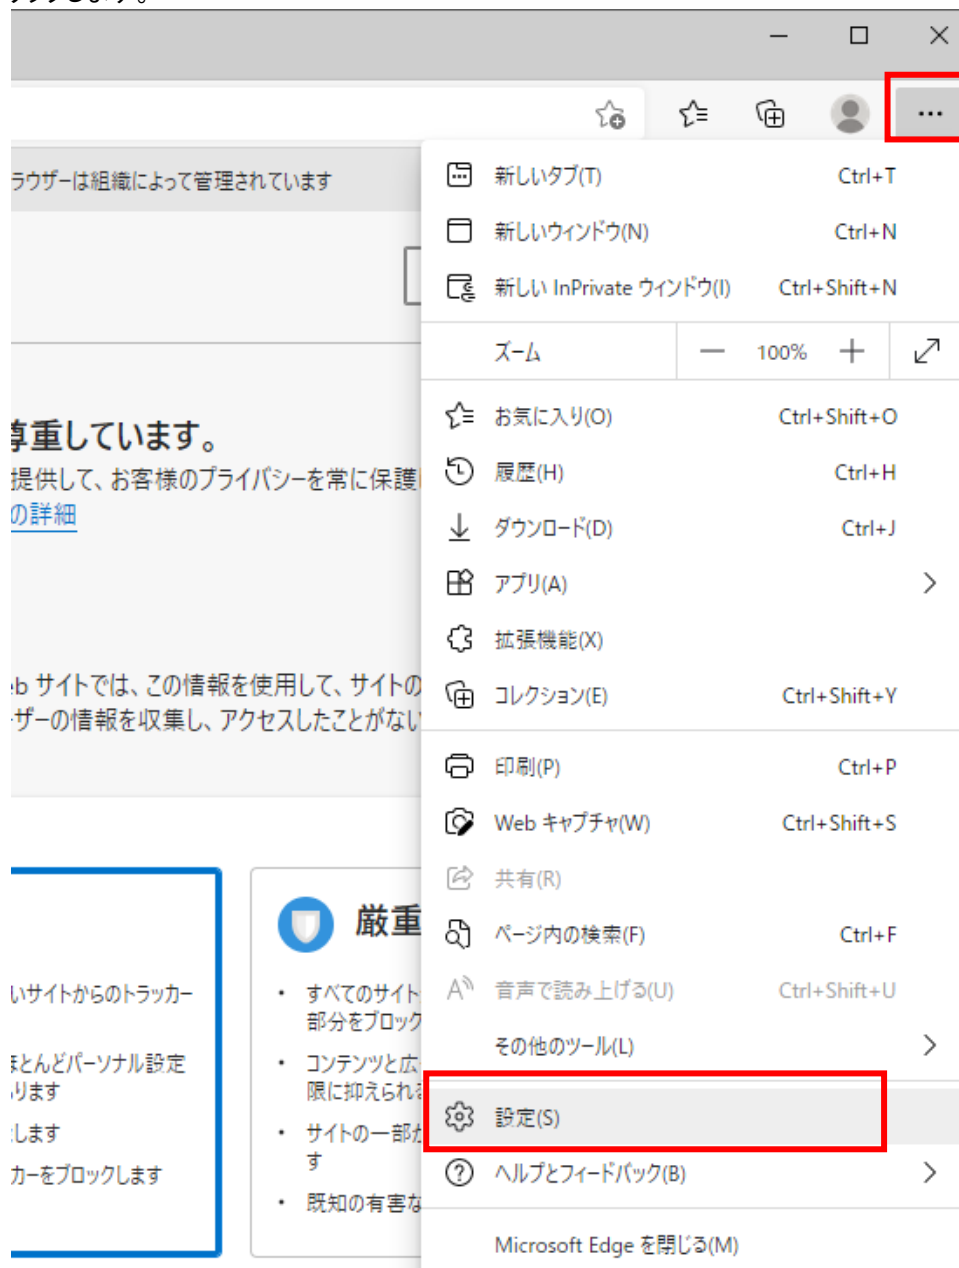 ックします。
ラウザーは組織によって管理されています
尊重しています。
提供して、お客様のプライバシーを常に保護
の詳細
eb サイトでは、この情報を使用して、サイトの
ザーの情報を収集し、アクセスしたことがない
いサイトからのトラッカー
ほとんどパーソナル設定
ります
します
カーをブロックします
厳重
• すべてのサイト
部分をブロック
• コンテンツと広
限に抑えられ
• サイトの一部が
す
• 既知の有害な
新しいタブ(T) Ctrl+T
新しいウィンドウ(N) Ctrl+N
新しい InPrivate ウィンドウ(I) Ctrl+Shift+N
ズーム — 100% +
お気に入り(O) Ctrl+Shift+O
履歴(H) Ctrl+H
ダウンロード(D) Ctrl+J
アプリ(A)
拡張機能(X)
コレクション(E) Ctrl+Shift+Y
印刷(P) Ctrl+P
Web キャプチャ(W) Ctrl+Shift+S
共有(R)
ページ内の検索(F) Ctrl+F
音声で読み上げる(U) Ctrl+Shift+U
その他のツール(L)
設定(S)
ヘルプとフィードバック(B)
Microsoft Edge を閉じる(M)